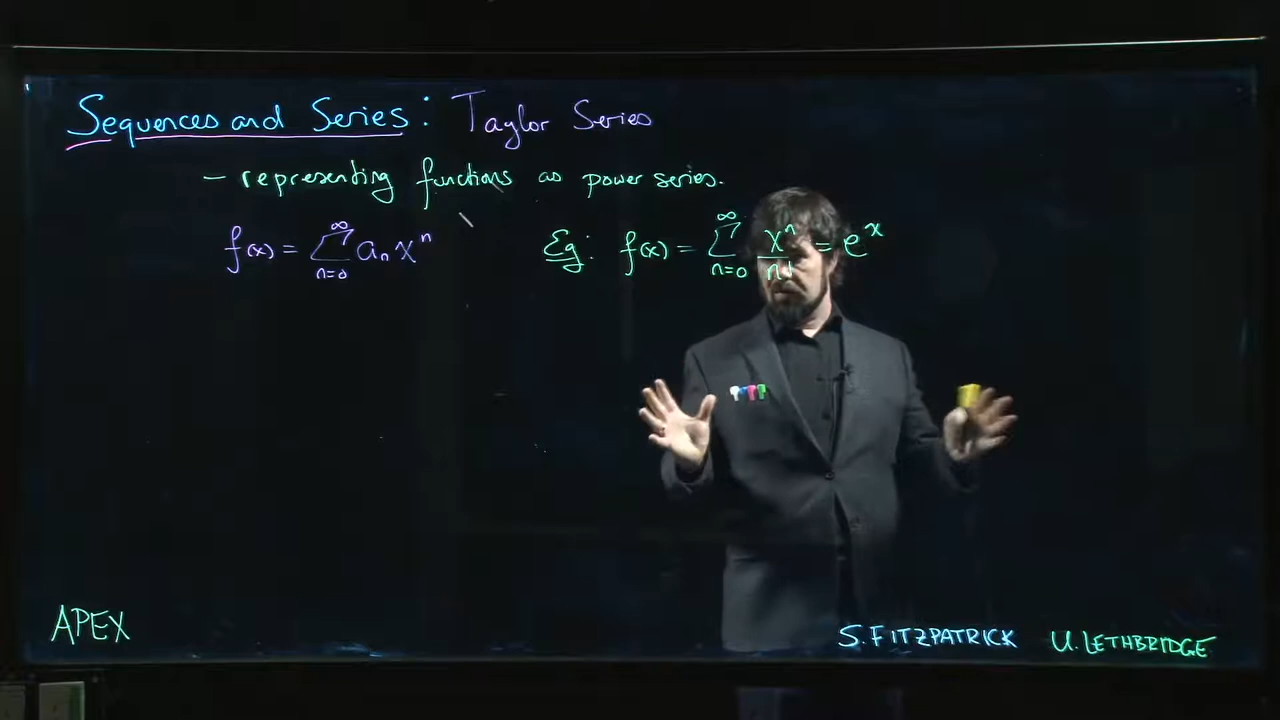 Sequences and Series: Taylor Series
- representing functions as power series.
f(x) = ∑_{n=0}^{∞} a_n x^n    Eg: f(x) = ∑_{n=0}^{∞} x^n/n! = e^x
APEX    S. FITZPATRICK    U. LETHBRIDGE